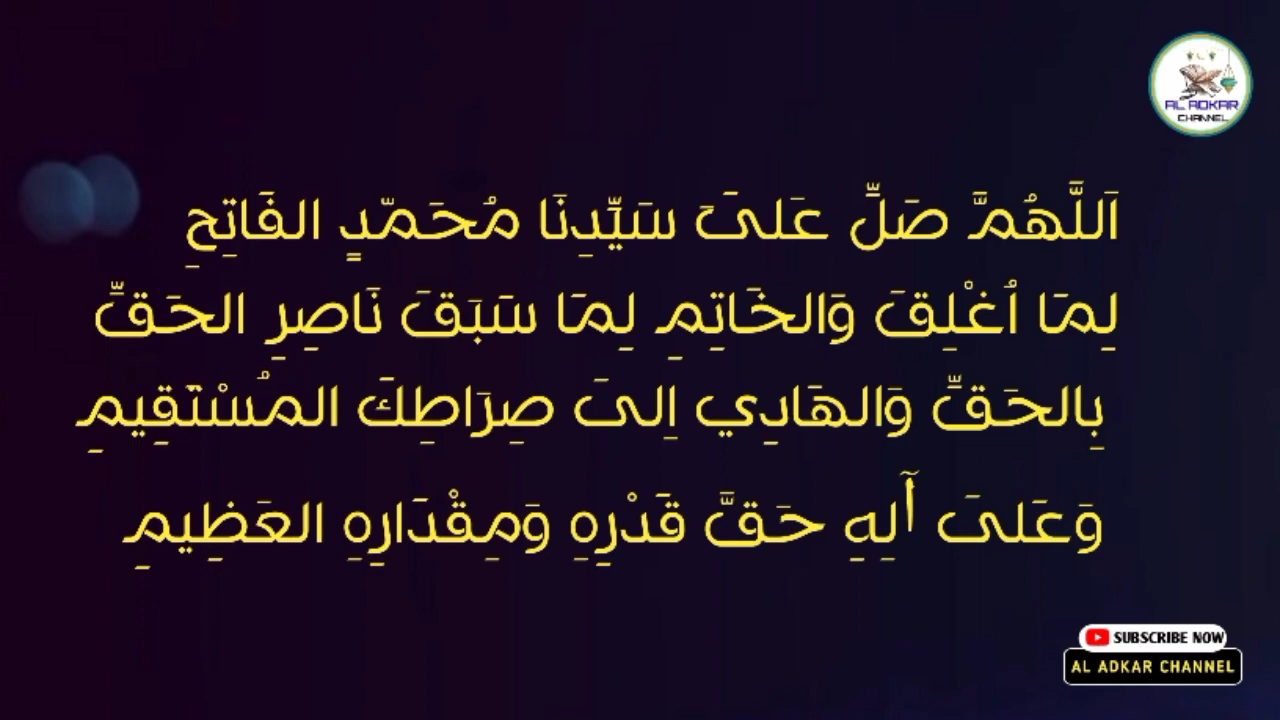 AL ADKAR
CHANNEL
اَللَّهُمَّ صَلِّ عَلىَ سَيِّدِنَا مُحَمّدٍ الفَاتِحِ
لِمَا اُغْلِقَ وَالخَاتِمِ لِمَا سَبَقَ نَاصِرِ الحَقِّ
بِالحَقِّ وَالهَادِي اِلىَ صِرَاطِكَ المُسْتَقِيمِ
وَعَلىَ أَلِهِ حَقَّ قَدْرِهِ وَمِقْدَارِهِ العَظِيمِ
SUBSCRIBE NOW
AL ADKAR CHANNEL